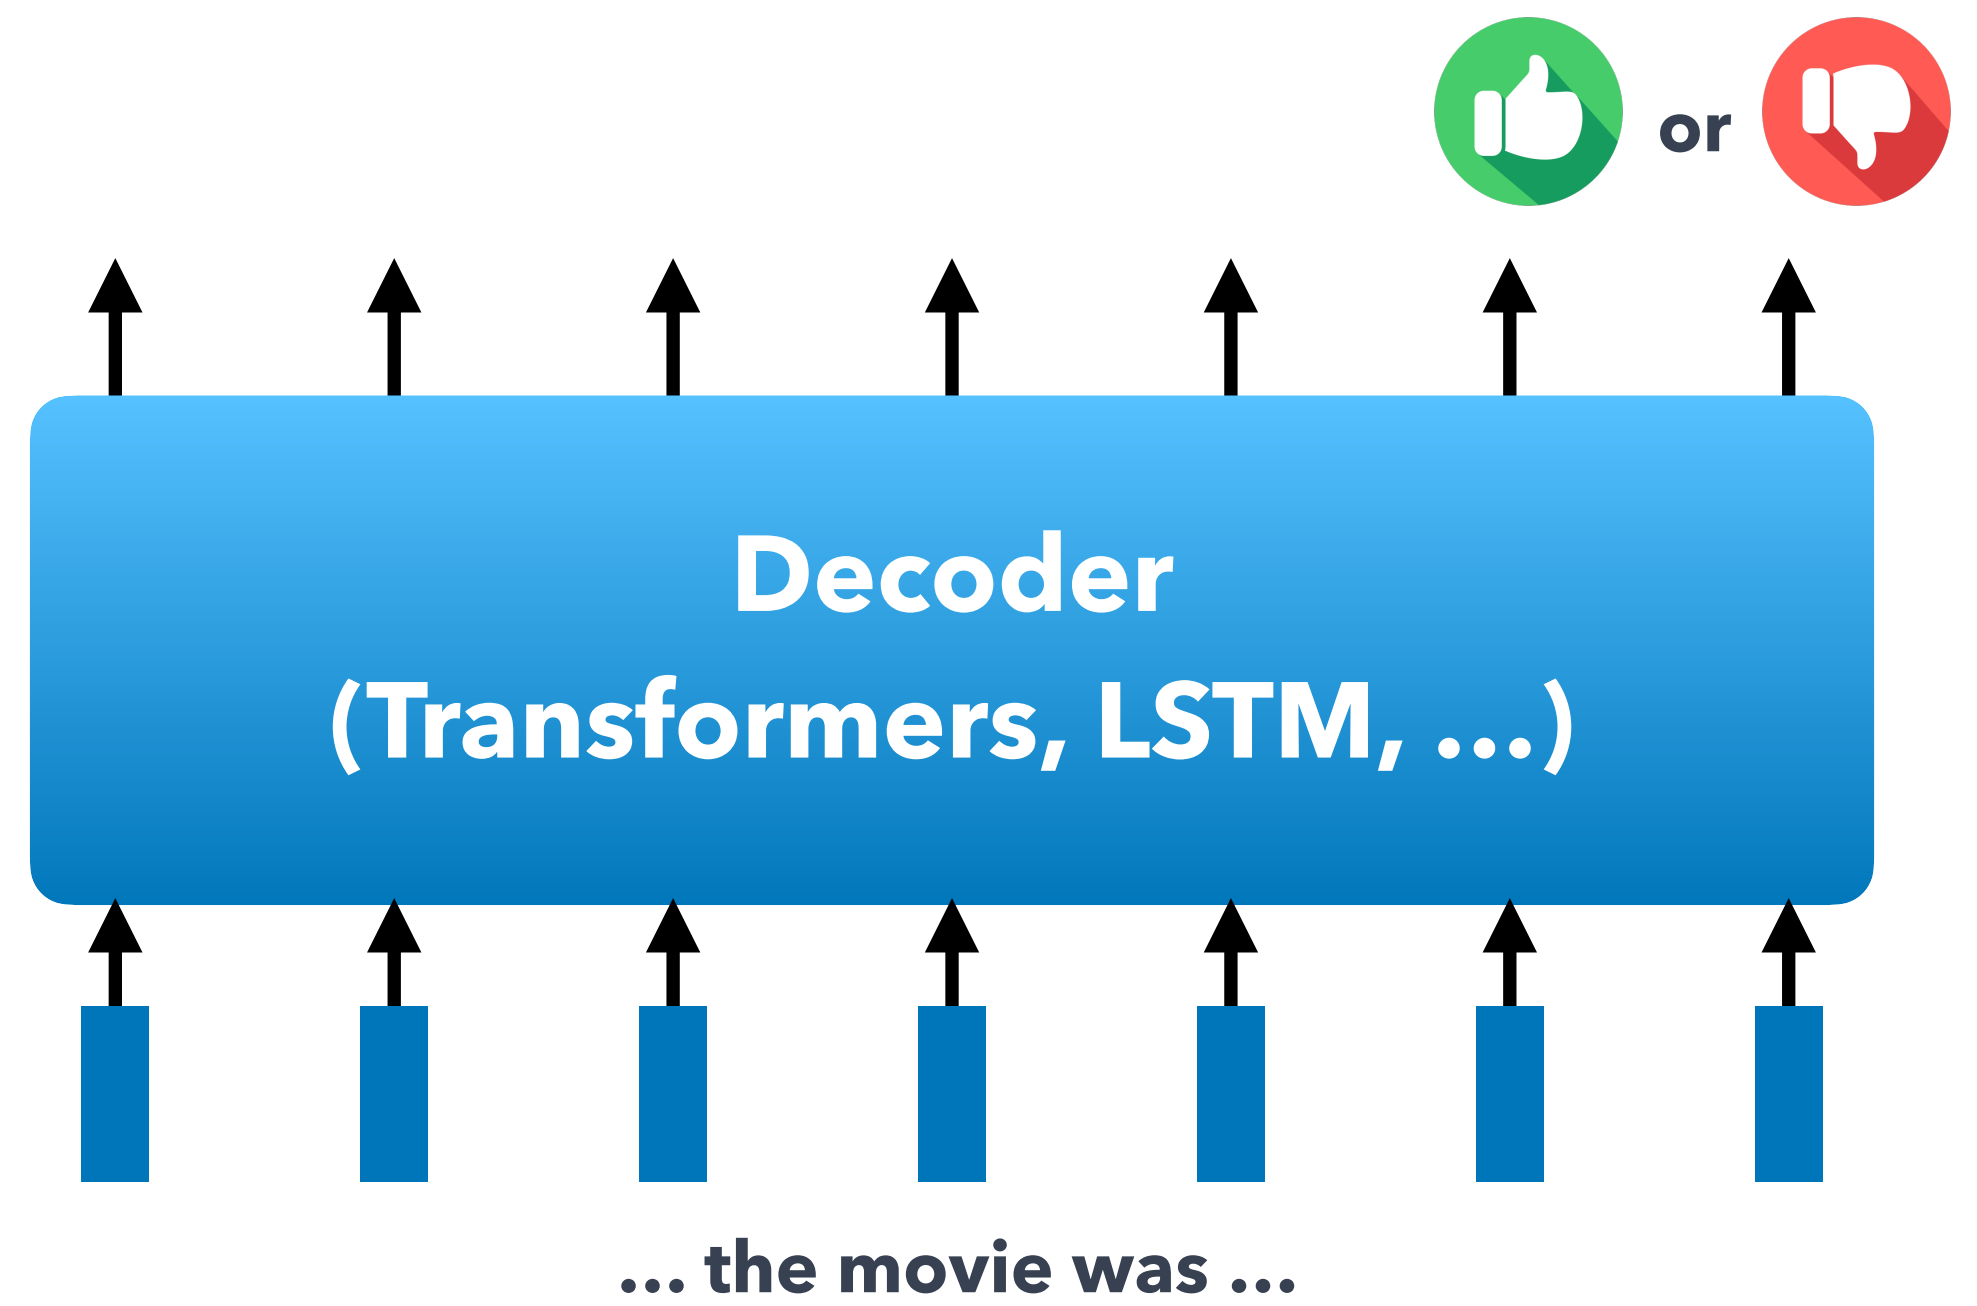 or
Decoder
(Transformers, LSTM, ...)
... the movie was ...